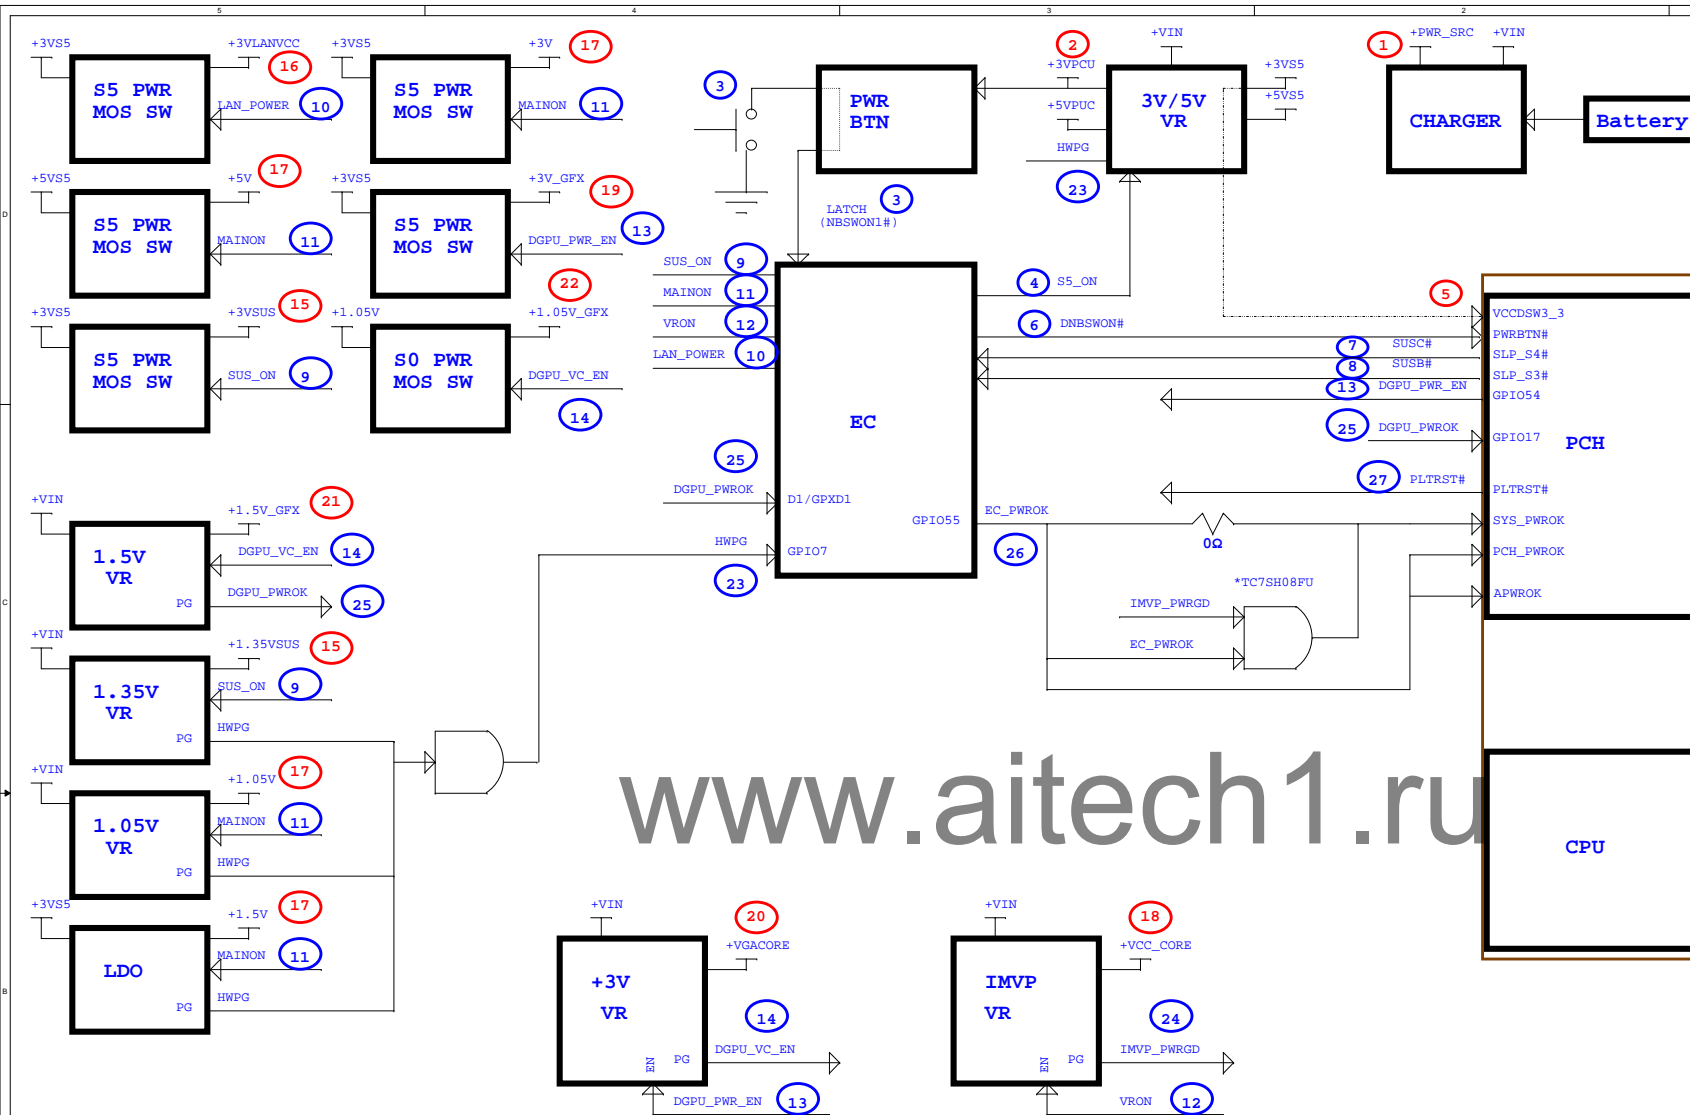 5 4 3 2
+3VS5 +3VLANVCC +3VS5 +3V 17
16
S5 PWR
MOS SW
LAN_POWER 10
S5 PWR
MOS SW
MAINON 11
+5VS5 +5V 17 +3VS5 +3V_GFX 19
S5 PWR
MOS SW
MAINON 11
S5 PWR
MOS SW
DGPU_PWR_EN 13
+3VS5 +3VSUS 15 +1.05V +1.05V_GFX 22
S5 PWR
MOS SW
SUS_ON 9
S0 PWR
MOS SW
DGPU_VC_EN
14
3
PWR
BTN
3
LATCH
(NBSWON1#)
2
+VIN
+3VPCU
+5VPUC
HWPG
23
3V/5V
VR
+3VS5
+5VS5
1
+PWR_SRC +VIN
CHARGER
Battery
SUS_ON 9
MAINON 11
VRON 12
LAN_POWER 10
EC
25
DGPU_PWROK
D1/GPXD1
HWPG
23
GPIO7
GPIO55
4 S5_ON
6 DNBSWON#
7 SUSC#
8 SUSB#
13 DGPU_PWR_EN
25 DGPU_PWROK
27 PLTRST#
EC_PWROK
26
0Ω
*TC7SH08FU
IMVP_PWRGD
EC_PWROK
5
VCCDSW3_3
PWRBTN#
SLP_S4#
SLP_S3#
GPIO54
GPIO17
PCH
PLTRST#
SYS_PWROK
PCH_PWROK
APWROK
CPU
D
C
B
+VIN +1.5V_GFX 21
1.5V
VR
DGPU_VC_EN 14
PG DGPU_PWROK 25
+VIN +1.35VSUS 15
1.35V
VR
SUS_ON 9
PG HWPG
+VIN +1.05V 17
1.05V
VR
MAINON 11
PG HWPG
+3VS5 +1.5V 17
LDO
MAINON 11
PG HWPG
www.aitech1.ru
+VIN 20
+VGACORE
+3V
VR
14
EN PG DGPU_VC_EN
DGPU_PWR_EN 13
+VIN 18
+VCC_CORE
IMVP
VR
24
EN PG IMVP_PWRGD
VRON 12